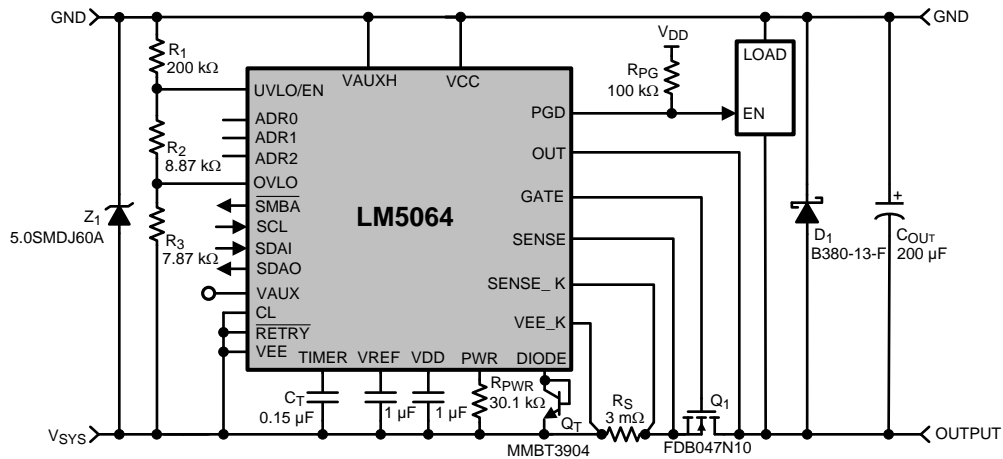 GND
GND
R1
200 kΩ
VAUXH
VCC
VDD
RPG
100 kΩ
LOAD
EN
UVLO/EN
PGD
ADR0
ADR1
ADR2
OUT
R2
8.87 kΩ
OVLO
GATE
SMBA
LM5064
Z1
5.0SMDJ60A
SCL
R3
7.87 kΩ
SDAI
SENSE
D1
B380-13-F
COUT
200 µF
+
SDAO
SENSE_ K
VAUX
CL
VEE_K
RETRY
VEE
TIMER
VREF
VDD
PWR
DIODE
CT
0.15 µF
1 µF
1 µF
RPWR
30.1 kΩ
QT
MMBT3904
RS
3 mΩ
Q1
FDB047N10
VSYS
OUTPUT